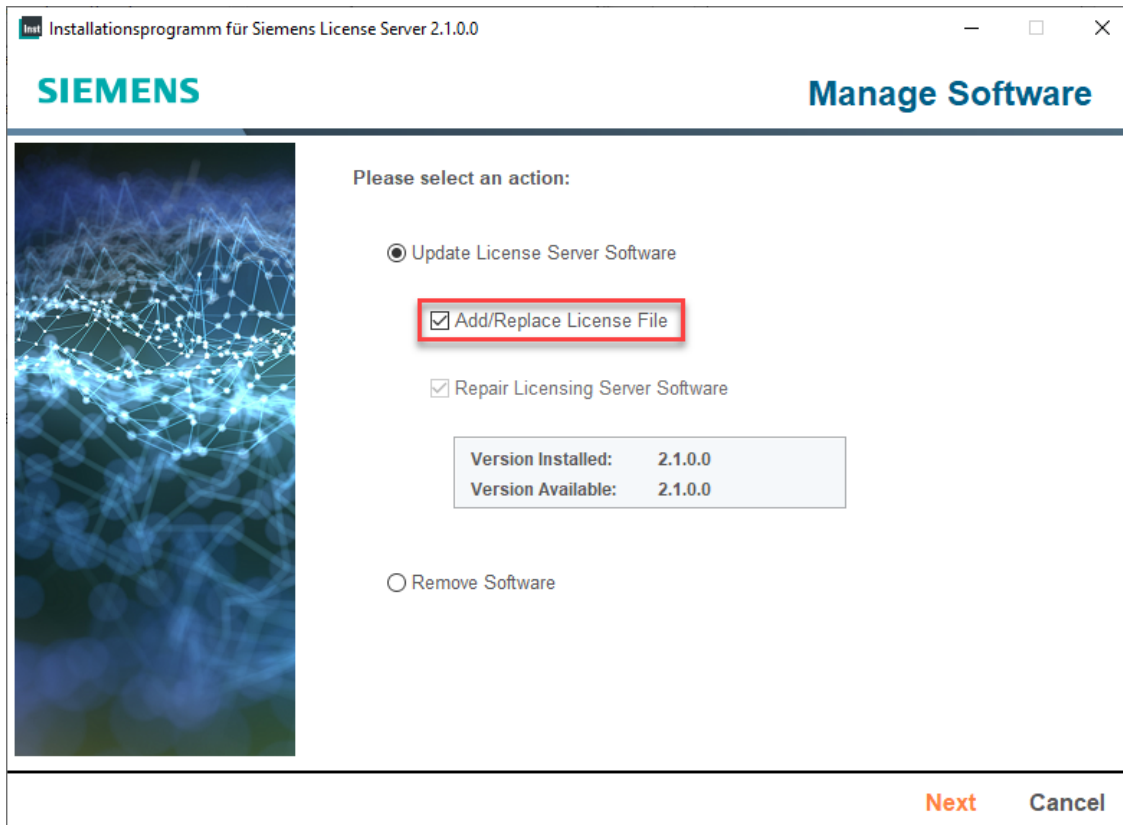 Inst Installationsprogramm für Siemens License Server 2.1.0.0
SIEMENS
Manage Software
Please select an action:
Update License Server Software
Add/Replace License File
Repair Licensing Server Software
Version Installed: 2.1.0.0
Version Available: 2.1.0.0
Remove Software
Next Cancel